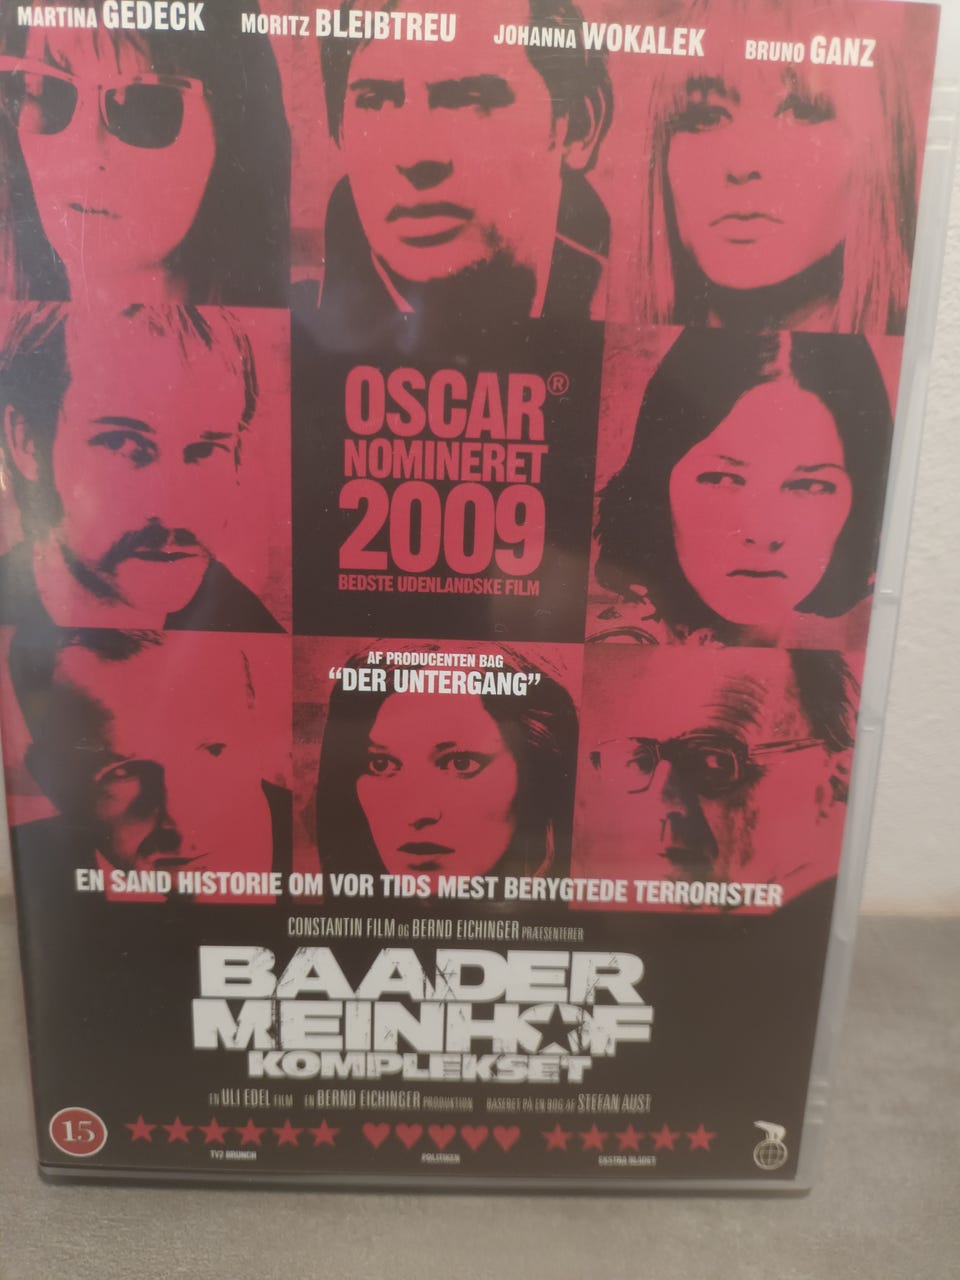 MARTINA GEDECK MORITZ BLEIBTREU JOHANNA WOKALEK BRUNO GANZ
OSCAR®
NOMINERET
2009
BEDSTE UDENLANDSKE FILM
AF PRODUCENTEN BAG
“DER UNTERGANG”
EN SAND HISTORIE OM VOR TIDS MEST BERYGTEDE TERRORISTER
CONSTANTIN FILM OG BERND EICHINGER PRÆSENTERER
BAADER
MEINHOF
KOMPLEKSET
EN ULI EDEL FILM EN BERND EICHINGER PRODUKTION BASERET PÅ EN BOG AF STEFAN AUST
15
TV2 BRUNCH POLITIKEN EKSTRA BLADET